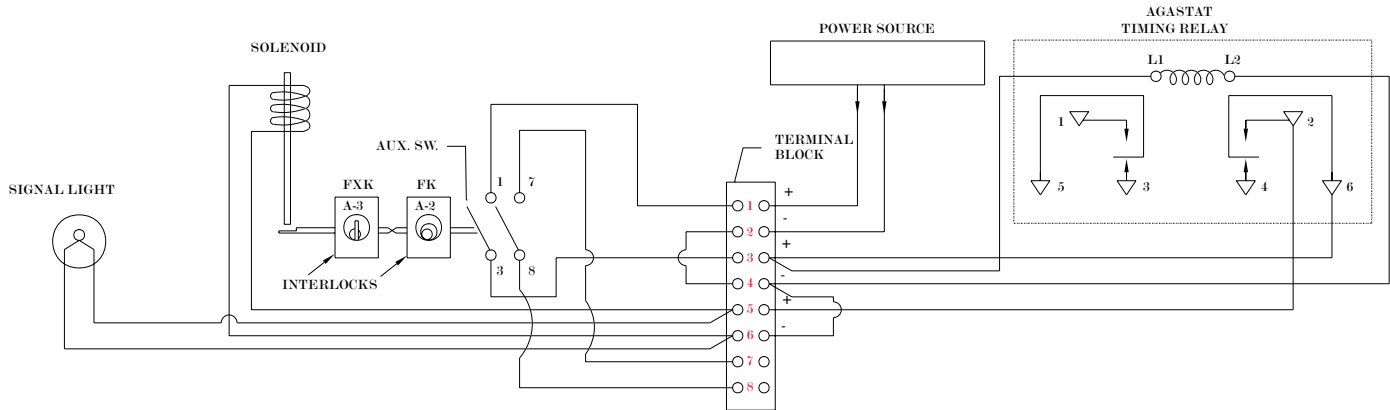 AGASTAT
TIMING RELAY
POWER SOURCE
SOLENOID
L1
L2
1
2
5
3
4
6
TERMINAL
BLOCK
AUX. SW.
1
7
FXK
FK
A-3
A-2
SIGNAL LIGHT
3
8
INTERLOCKS
1
+
2
-
3
+
4
-
5
+
6
-
7
8